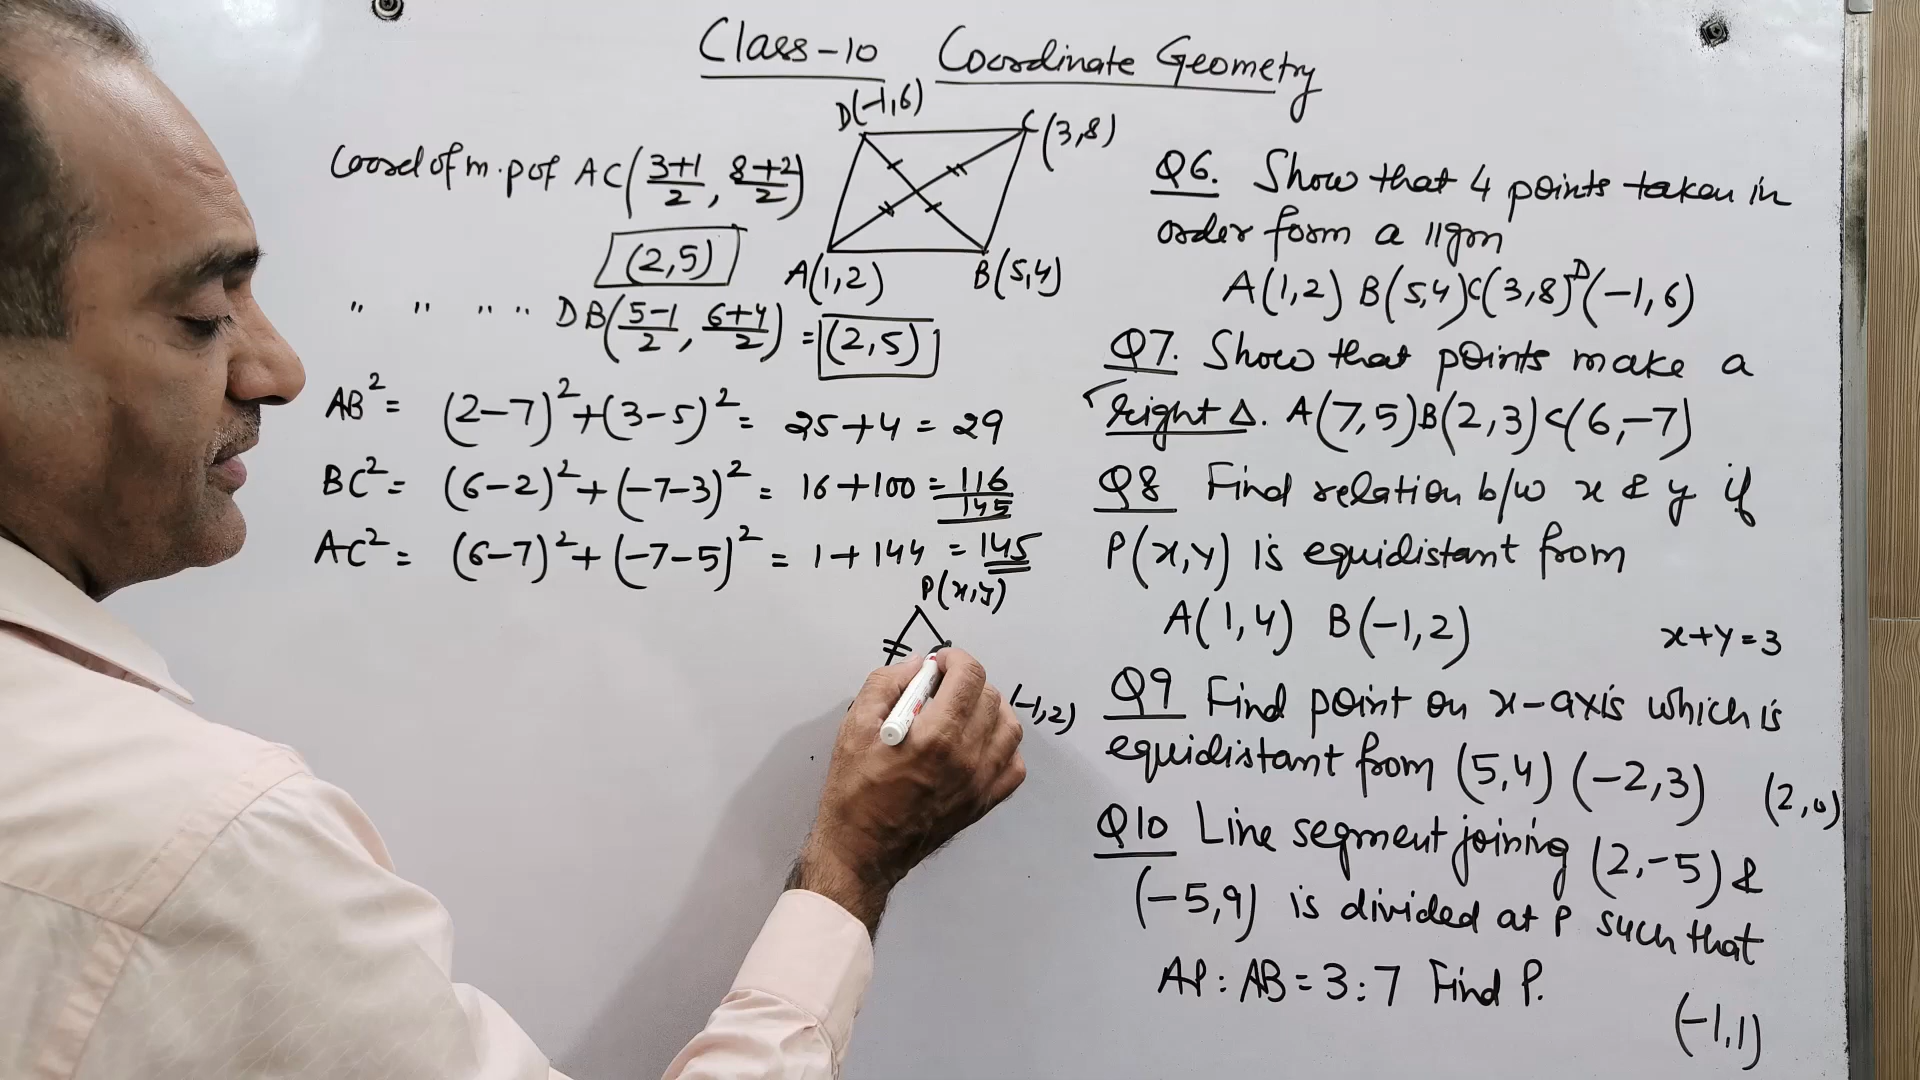 Class-10 Coordinate Geometry
D(-1,6)
C(3,8)
A(1,2)
B(5,4)
Coord of m.p of AC(3+1/2, 8+2/2)
(2,5)
" " " " DB(5-1/2, 6+4/2) = (2,5)
AB² = (2-7)²+(3-5)² = 25+4 = 29
BC² = (6-2)²+(-7-3)² = 16+100 = 116
145
AC² = (6-7)²+(-7-5)² = 1+144 = 145
P(x,y)
(-1,2)
Q6. Show that 4 points taken in
order form a 11gm
A(1,2) B(5,4) C(3,8) D(-1,6)
Q7. Show that points make a
right Δ. A(7,5) B(2,3) C(6,-7)
Q8 Find relation b/w x & y if
P(x,y) is equidistant from
A(1,4) B(-1,2) x+y=3
Q9 Find point on x-axis which is
equidistant from (5,4) (-2,3) (2,0)
Q10 Line segment joining (2,-5) &
(-5,9) is divided at P such that
AP:AB=3:7 Find P.
(-1,1)